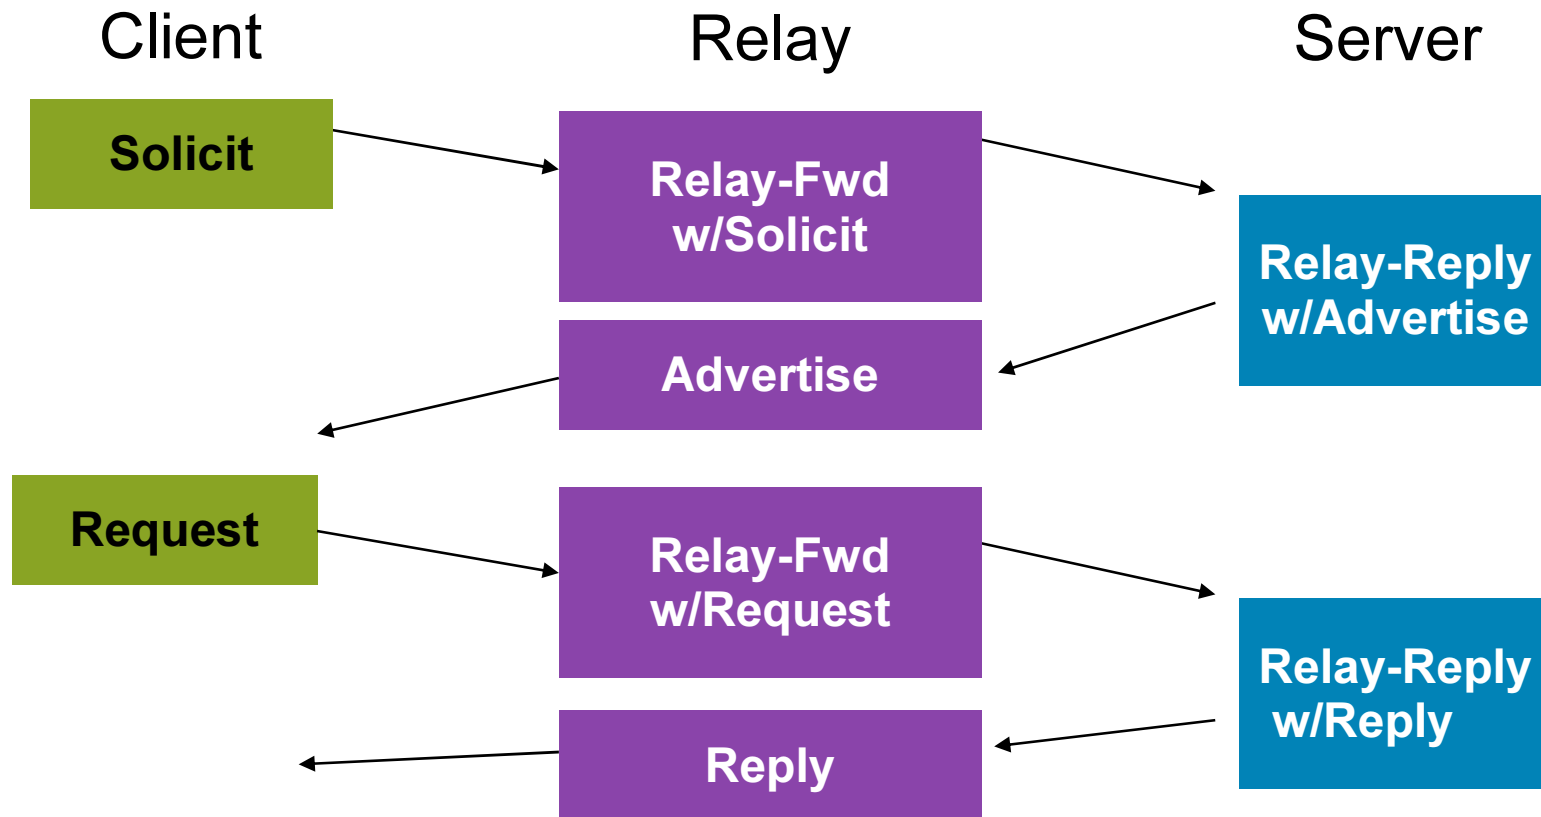 Client
Relay
Server
Solicit
Relay-Fwd
w/Solicit
Relay-Reply
w/Advertise
Advertise
Request
Relay-Fwd
w/Request
Relay-Reply
w/Reply
Reply